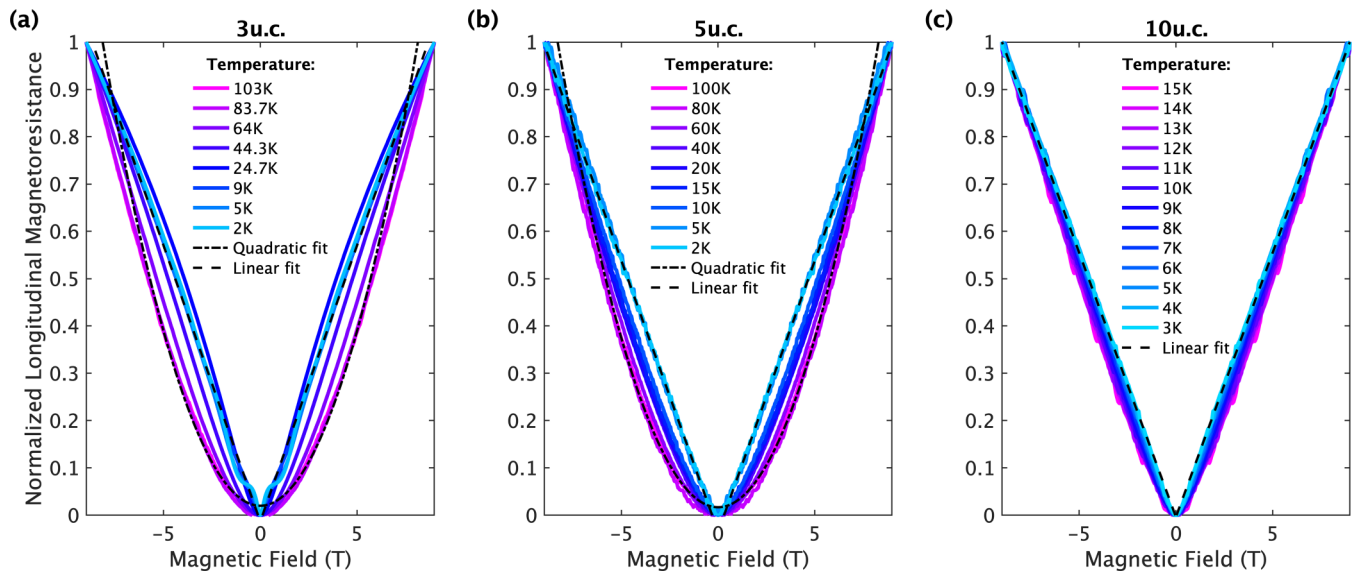 (a)
3u.c.
Normalized Longitudinal Magnetoresistance
1
0.9
0.8
0.7
0.6
0.5
0.4
0.3
0.2
0.1
0
Temperature:
103K
83.7K
64K
44.3K
24.7K
9K
5K
2K
Quadratic fit
Linear fit
−5 0 5
Magnetic Field (T)
(b)
5u.c.
1
0.9
0.8
0.7
0.6
0.5
0.4
0.3
0.2
0.1
0
Temperature:
100K
80K
60K
40K
20K
15K
10K
5K
2K
Quadratic fit
Linear fit
−5 0 5
Magnetic Field (T)
(c)
10u.c.
1
0.9
0.8
0.7
0.6
0.5
0.4
0.3
0.2
0.1
0
Temperature:
15K
14K
13K
12K
11K
10K
9K
8K
7K
6K
5K
4K
3K
Linear fit
−5 0 5
Magnetic Field (T)